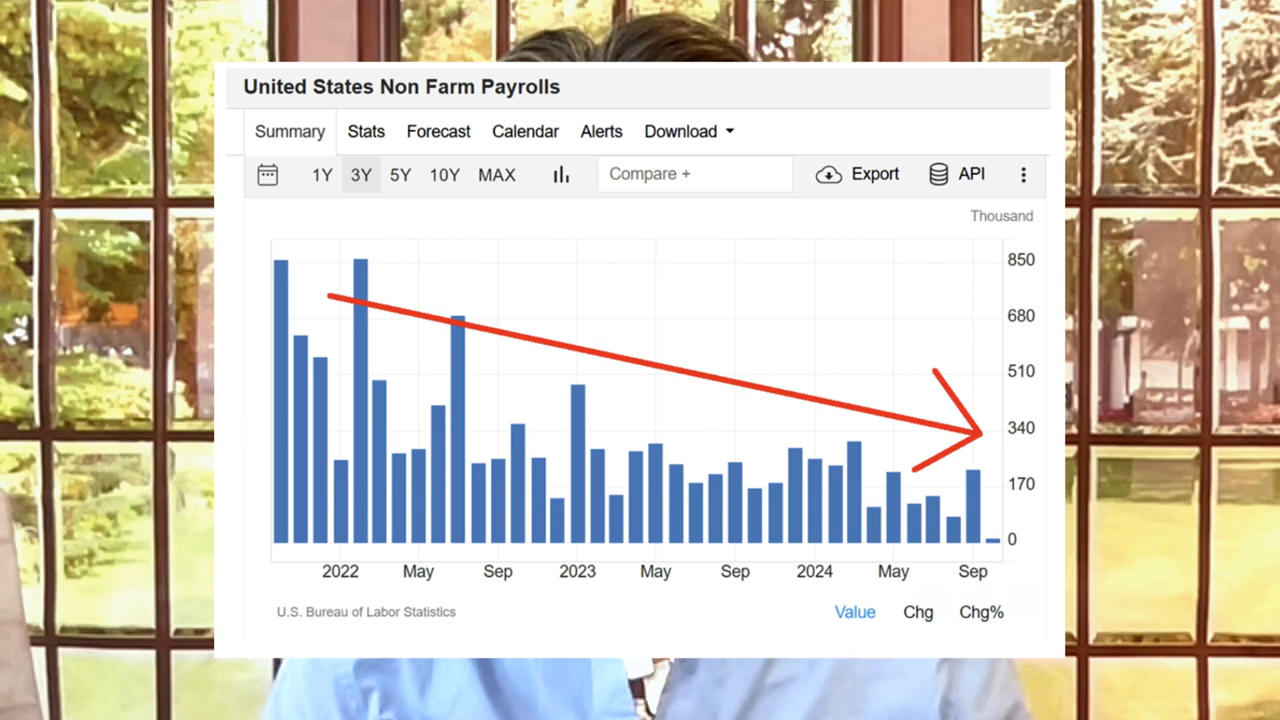 United States Non Farm Payrolls
Summary Stats Forecast Calendar Alerts Download
1Y 3Y 5Y 10Y MAX Compare + Export API
Thousand
850
680
510
340
170
0
2022 May Sep 2023 May Sep 2024 May Sep
U.S. Bureau of Labor Statistics Value Chg Chg%